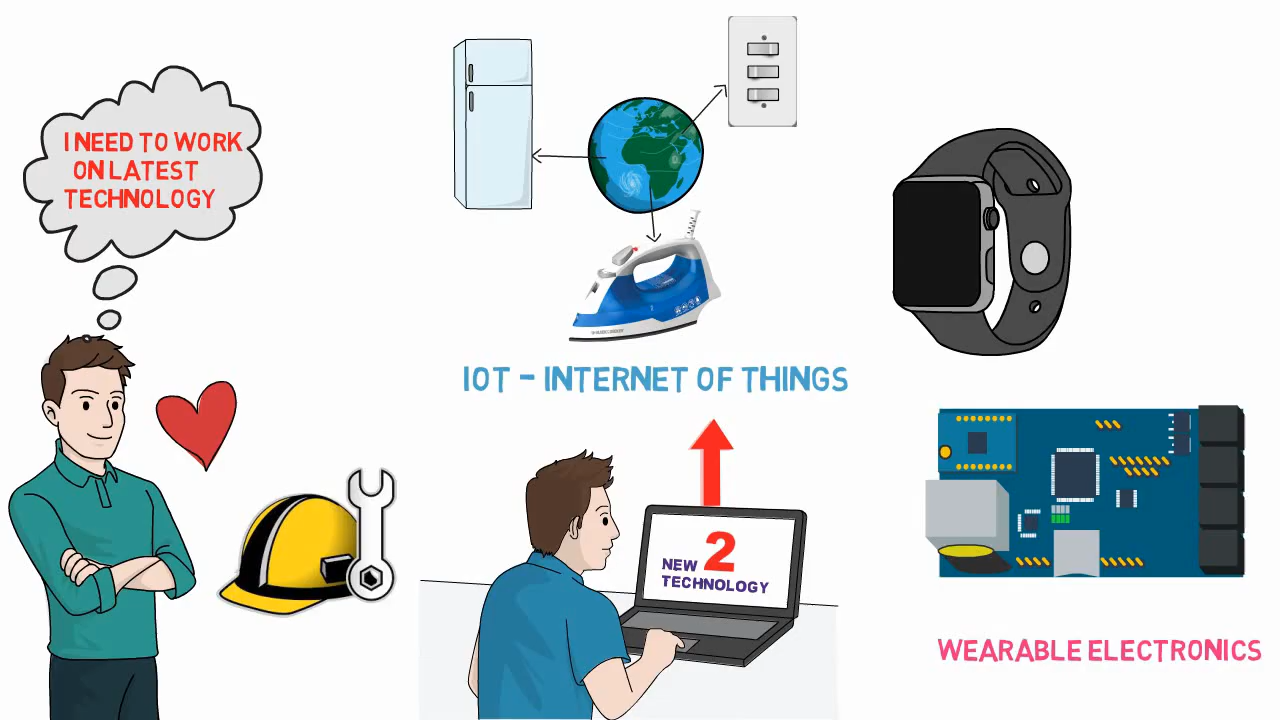 I NEED TO WORK
ON LATEST
TECHNOLOGY
IOT - INTERNET OF THINGS
NEW 2
TECHNOLOGY
WEARABLE ELECTRONICS